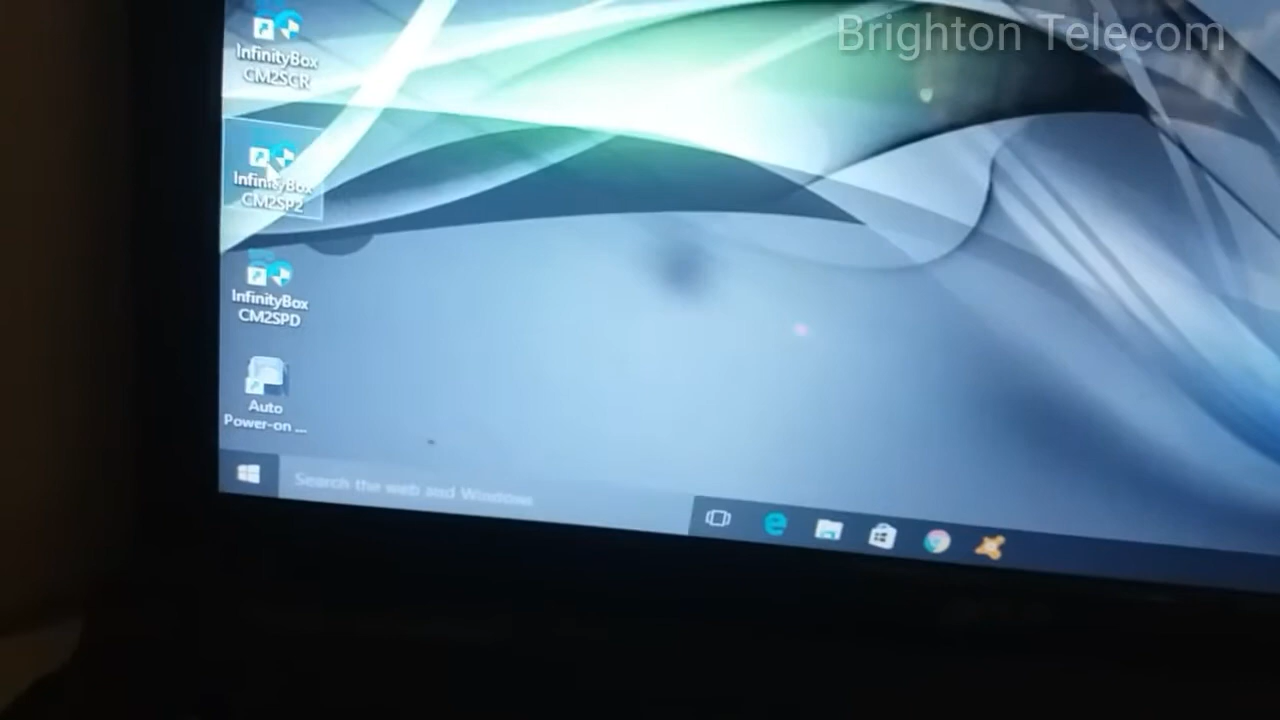 Brighton Telecom
InfinityBox
CM2SCR
InfinityBox
CM2SP2
InfinityBox
CM2SPD
Auto
Power-on ...
Search the web and Windows